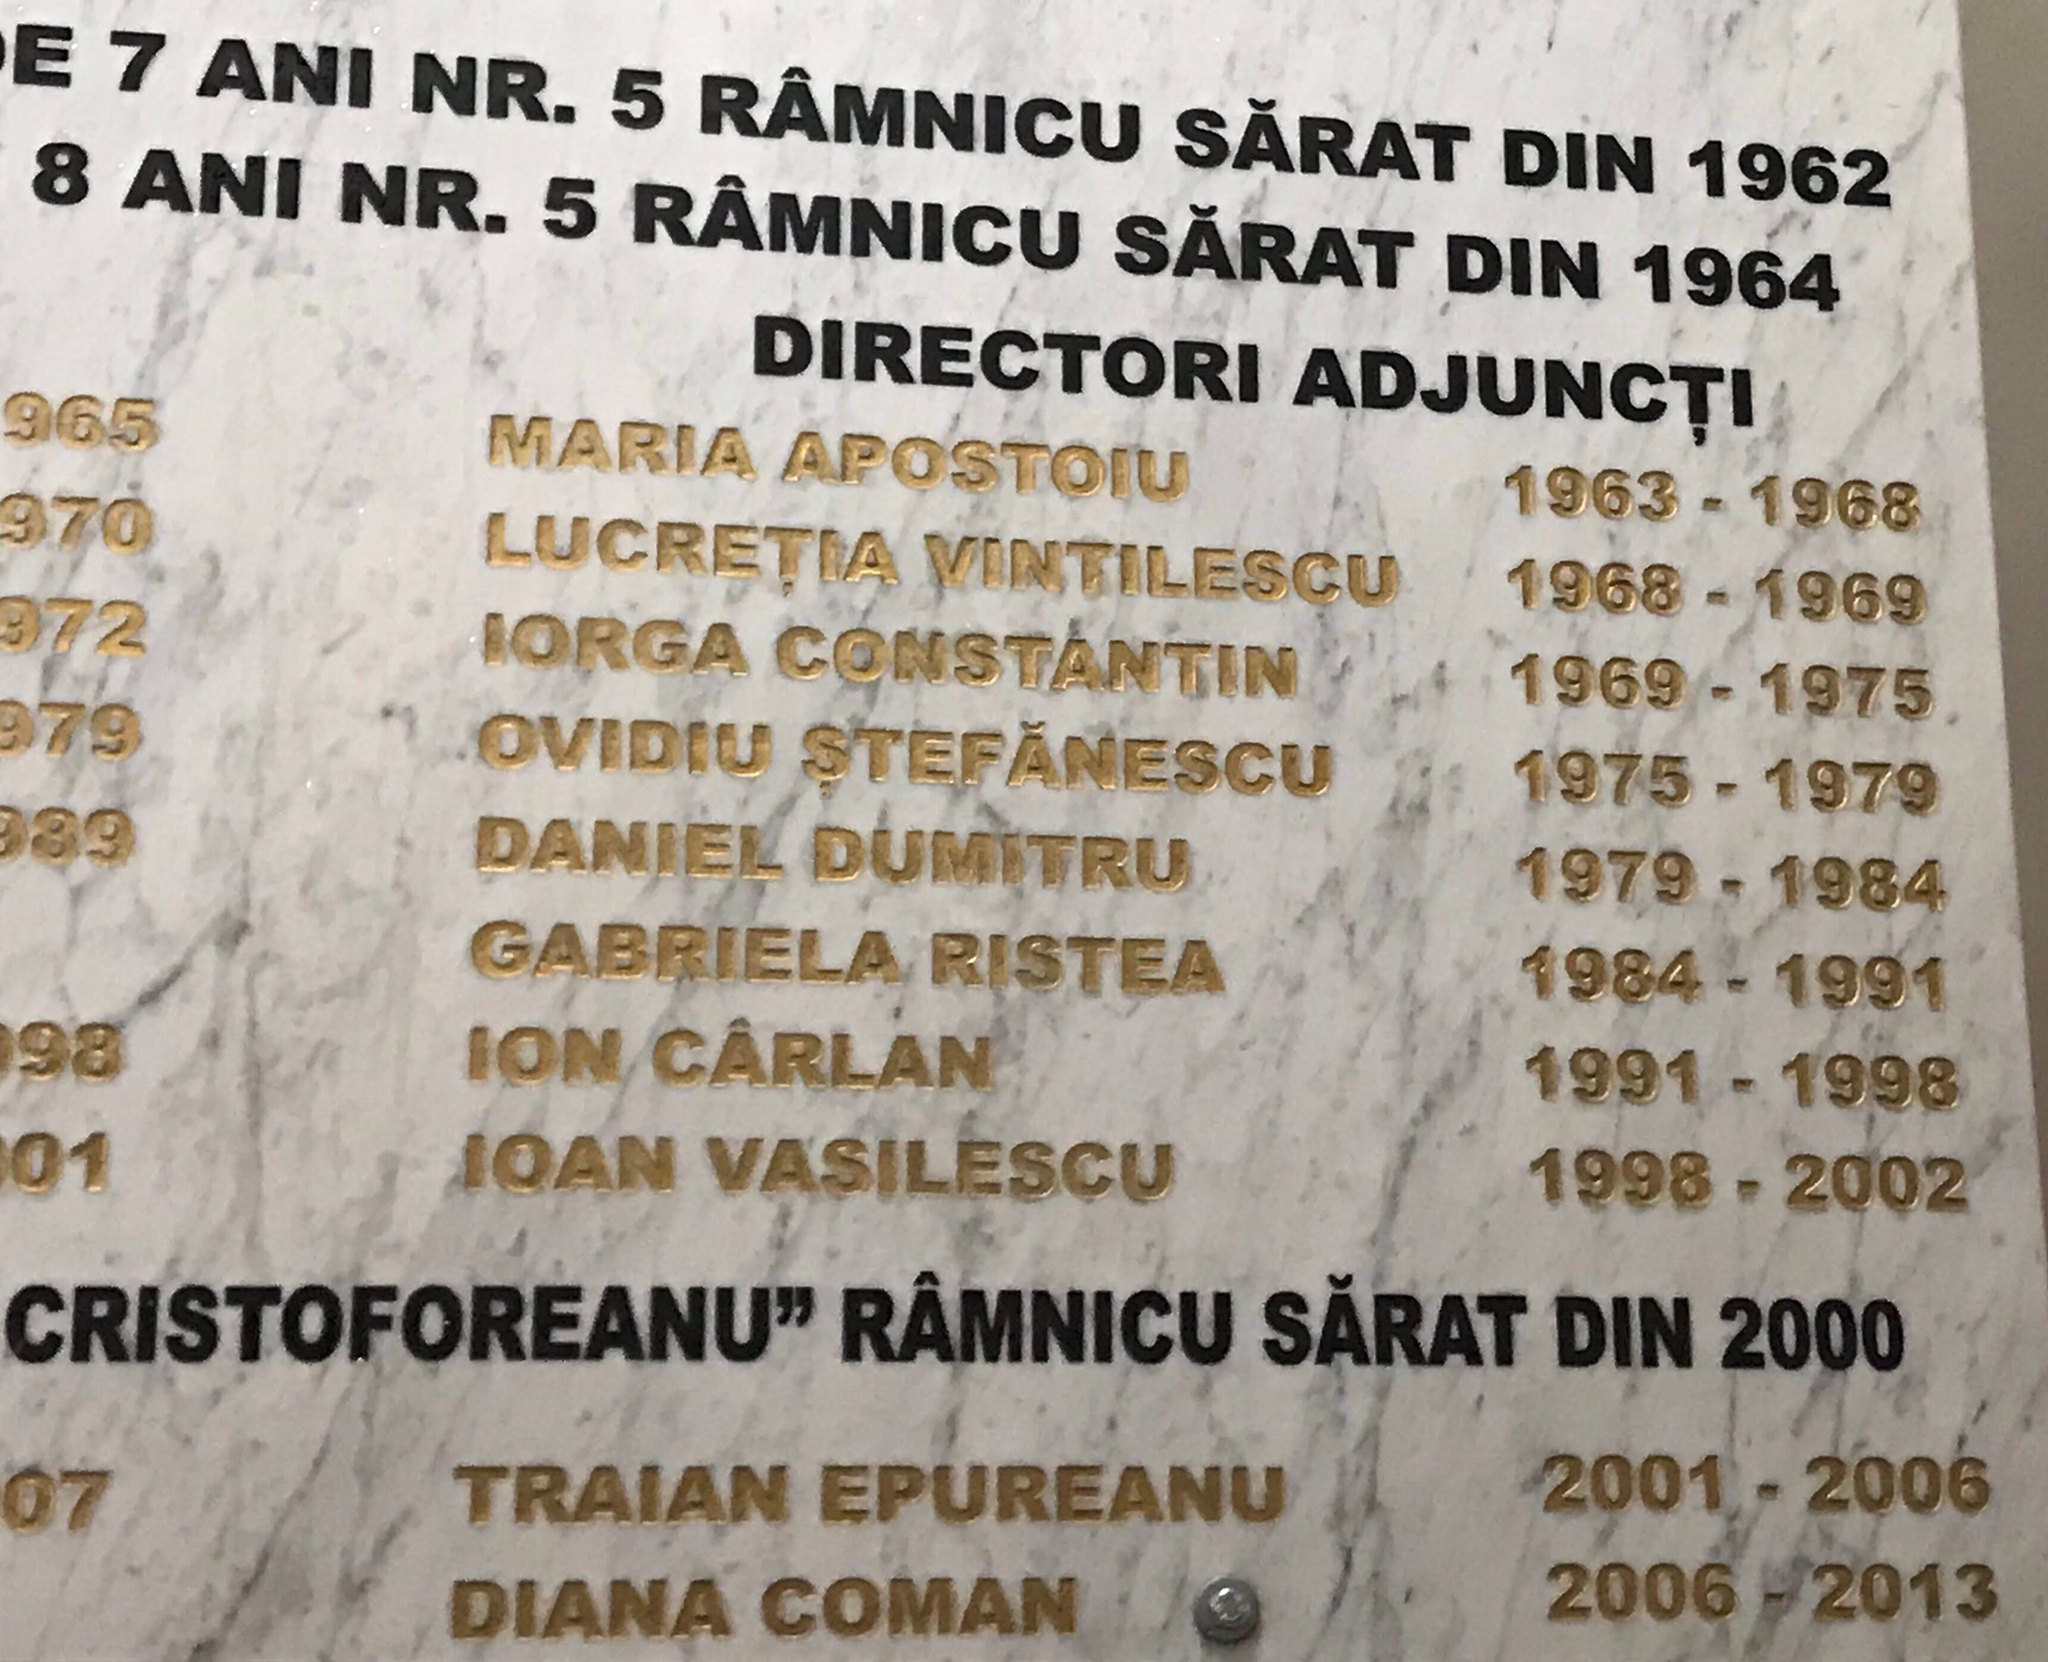 DE 7 ANI NR. 5 RÂMNICU SĂRAT DIN 1962
8 ANI NR. 5 RÂMNICU SĂRAT DIN 1964
DIRECTORI ADJUNCȚI
965 MARIA APOSTOIU 1963 - 1968
970 LUCREȚIA VINTILESCU 1968 - 1969
972 IORGA CONSTANTIN 1969 - 1975
979 OVIDIU ȘTEFĂNESCU 1975 - 1979
989 DANIEL DUMITRU 1979 - 1984
GABRIELA RISTEA 1984 - 1991
998 ION CÂRLAN 1991 - 1998
001 IOAN VASILESCU 1998 - 2002
CRISTOFOREANU” RÂMNICU SĂRAT DIN 2000
07 TRAIAN EPUREANU 2001 - 2006
DIANA COMAN 2006 - 2013